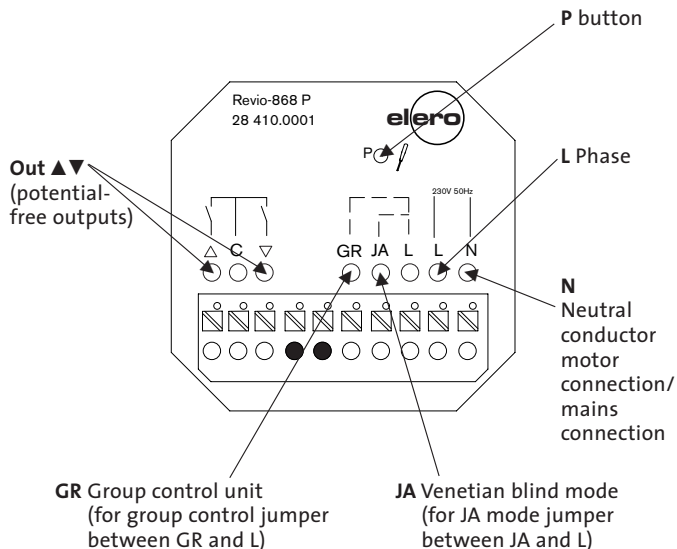 P button
Revio-868 P
28 410.0001
elero
P
L Phase
Out ▲▼
(potential-
free outputs)
230V 50Hz
△ C ▽ GR JA L L N
N
Neutral
conductor
motor
connection/
mains
connection
GR Group control unit
(for group control jumper
between GR and L)
JA Venetian blind mode
(for JA mode jumper
between JA and L)